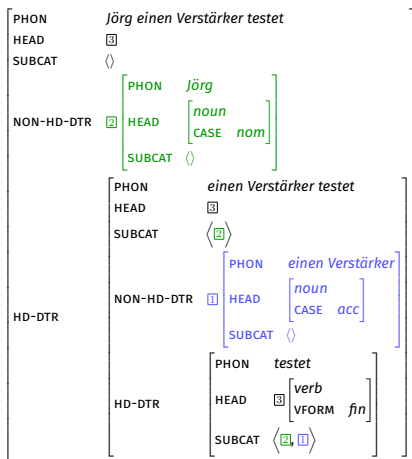 PHON Jörg einen Verstärker testet
HEAD 3
SUBCAT ⟨⟩
PHON Jörg
NON-HD-DTR 2 HEAD noun
CASE nom
SUBCAT ⟨⟩
PHON einen Verstärker testet
HEAD 3
SUBCAT ⟨2⟩
PHON einen Verstärker
NON-HD-DTR 1 HEAD noun
CASE acc
SUBCAT ⟨⟩
HD-DTR
PHON testet
HD-DTR HEAD 3 verb
VFORM fin
SUBCAT ⟨2, 1⟩